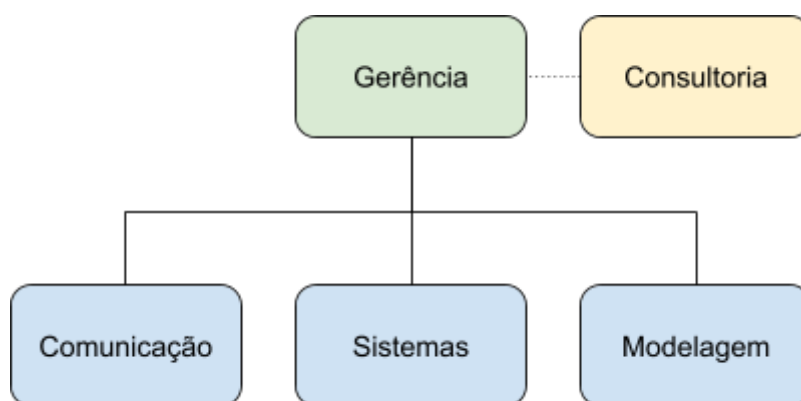 Gerência
Consultoria
Comunicação
Sistemas
Modelagem